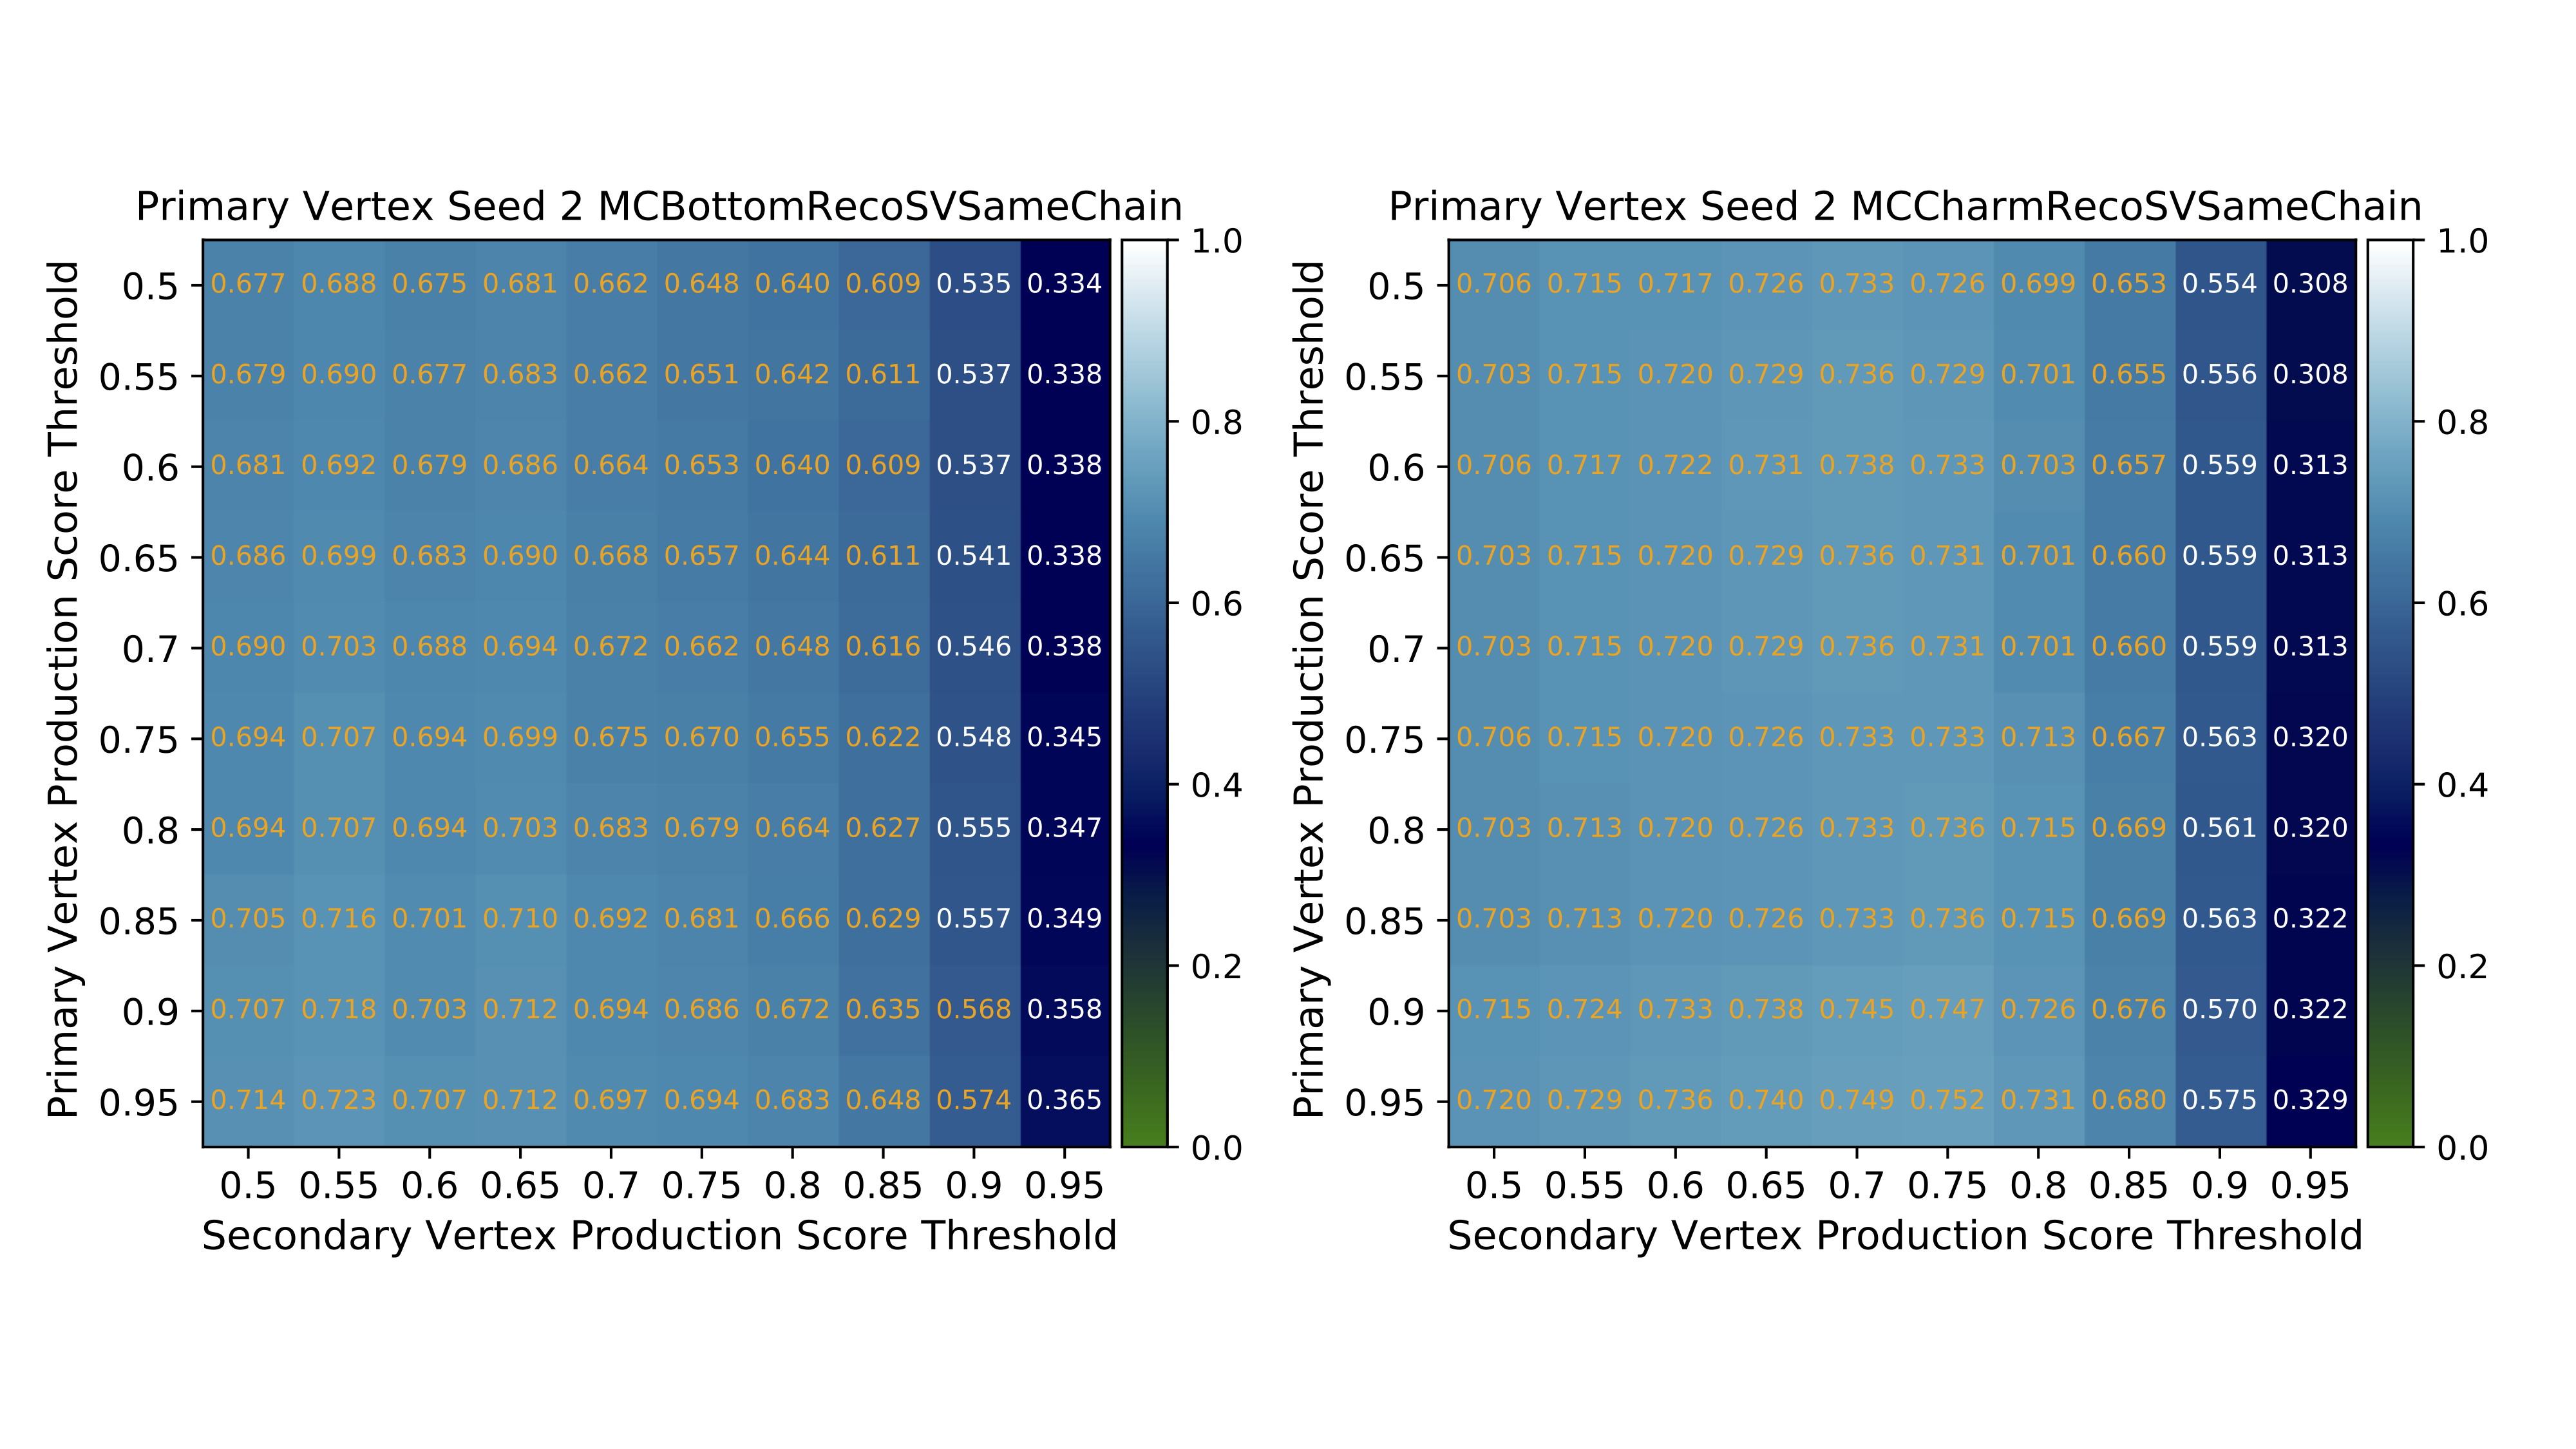 Primary Vertex Seed 2 MCBottomRecoSVSameChain
Primary Vertex Production Score Threshold
0.5 0.677 0.688 0.675 0.681 0.662 0.648 0.640 0.609 0.535 0.334
0.55 0.679 0.690 0.677 0.683 0.662 0.651 0.642 0.611 0.537 0.338
0.6 0.681 0.692 0.679 0.686 0.664 0.653 0.640 0.609 0.537 0.338
0.65 0.686 0.699 0.683 0.690 0.668 0.657 0.644 0.611 0.541 0.338
0.7 0.690 0.703 0.688 0.694 0.672 0.662 0.648 0.616 0.546 0.338
0.75 0.694 0.707 0.694 0.699 0.675 0.670 0.655 0.622 0.548 0.345
0.8 0.694 0.707 0.694 0.703 0.683 0.679 0.664 0.627 0.555 0.347
0.85 0.705 0.716 0.701 0.710 0.692 0.681 0.666 0.629 0.557 0.349
0.9 0.707 0.718 0.703 0.712 0.694 0.686 0.672 0.635 0.568 0.358
0.95 0.714 0.723 0.707 0.712 0.697 0.694 0.683 0.648 0.574 0.365
0.5 0.55 0.6 0.65 0.7 0.75 0.8 0.85 0.9 0.95
Secondary Vertex Production Score Threshold
1.0
0.8
0.6
0.4
0.2
0.0
Primary Vertex Seed 2 MCCharmRecoSVSameChain
Primary Vertex Production Score Threshold
0.5 0.706 0.715 0.717 0.726 0.733 0.726 0.699 0.653 0.554 0.308
0.55 0.703 0.715 0.720 0.729 0.736 0.729 0.701 0.655 0.556 0.308
0.6 0.706 0.717 0.722 0.731 0.738 0.733 0.703 0.657 0.559 0.313
0.65 0.703 0.715 0.720 0.729 0.736 0.731 0.701 0.660 0.559 0.313
0.7 0.703 0.715 0.720 0.729 0.736 0.731 0.701 0.660 0.559 0.313
0.75 0.706 0.715 0.720 0.726 0.733 0.733 0.713 0.667 0.563 0.320
0.8 0.703 0.713 0.720 0.726 0.733 0.736 0.715 0.669 0.561 0.320
0.85 0.703 0.713 0.720 0.726 0.733 0.736 0.715 0.669 0.563 0.322
0.9 0.715 0.724 0.733 0.738 0.745 0.747 0.726 0.676 0.570 0.322
0.95 0.720 0.729 0.736 0.740 0.749 0.752 0.731 0.680 0.575 0.329
0.5 0.55 0.6 0.65 0.7 0.75 0.8 0.85 0.9 0.95
Secondary Vertex Production Score Threshold
1.0
0.8
0.6
0.4
0.2
0.0